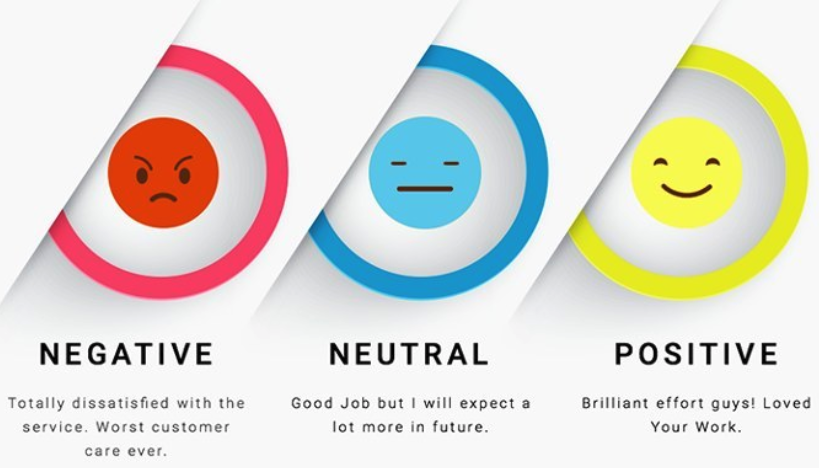 NEGATIVE
Totally dissatisfied with the
service. Worst customer
care ever.
NEUTRAL
Good Job but I will expect a
lot more in future.
POSITIVE
Brilliant effort guys! Loved
Your Work.